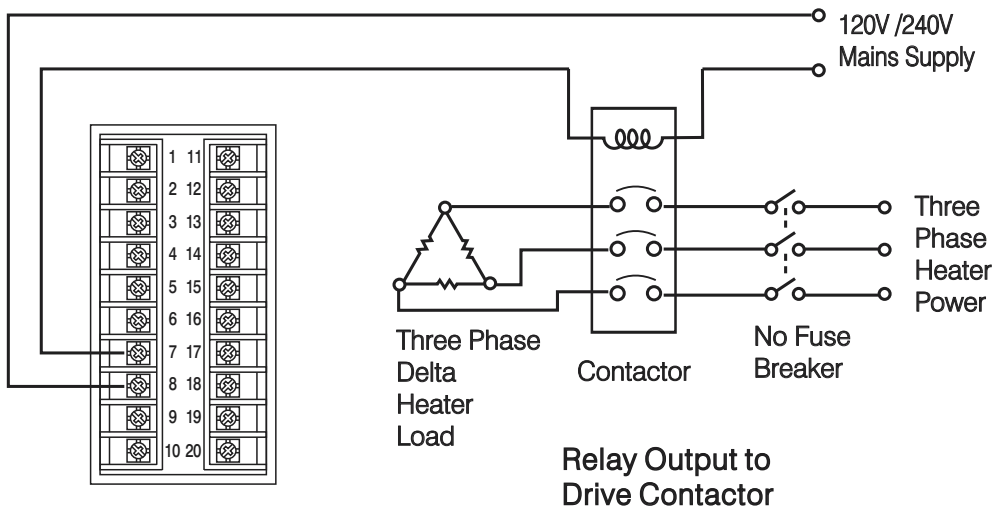 120V /240V
Mains Supply
1 11
2 12
3 13
4 14
5 15
6 16
7 17
8 18
9 19
10 20
Three
Phase
Heater
Power
No Fuse
Breaker
Three Phase
Delta
Heater
Load
Contactor
Relay Output to
Drive Contactor